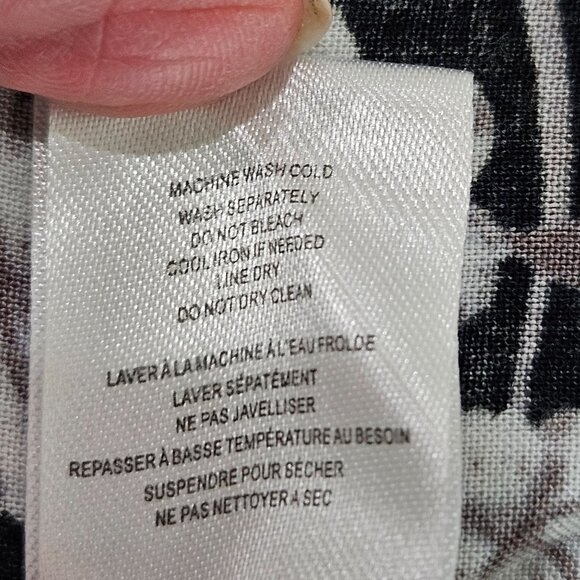 MACHINE WASH COLD
WASH SEPARATELY
DO NOT BLEACH
COOL IRON IF NEEDED
LINE DRY
DO NOT DRY CLEAN
LAVER À LA MACHINE À L'EAU FROLDE
LAVER SÉPATÉMENT
NE PAS JAVELLISER
REPASSER À BASSE TEMPÉRATURE AU BESOIN
SUSPENDRE POUR SÉCHER
NE PAS NETTOYER A SEC